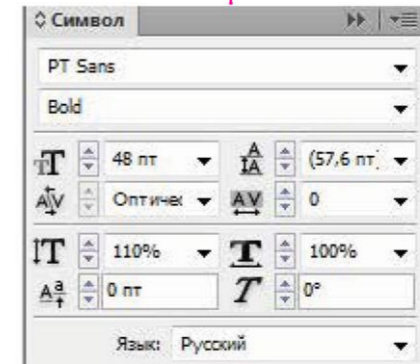 Символ
PT Sans
Bold
48 пт (57,6 пт)
Оптичес 0
110% 100%
0 пт 0°
Язык: Русский